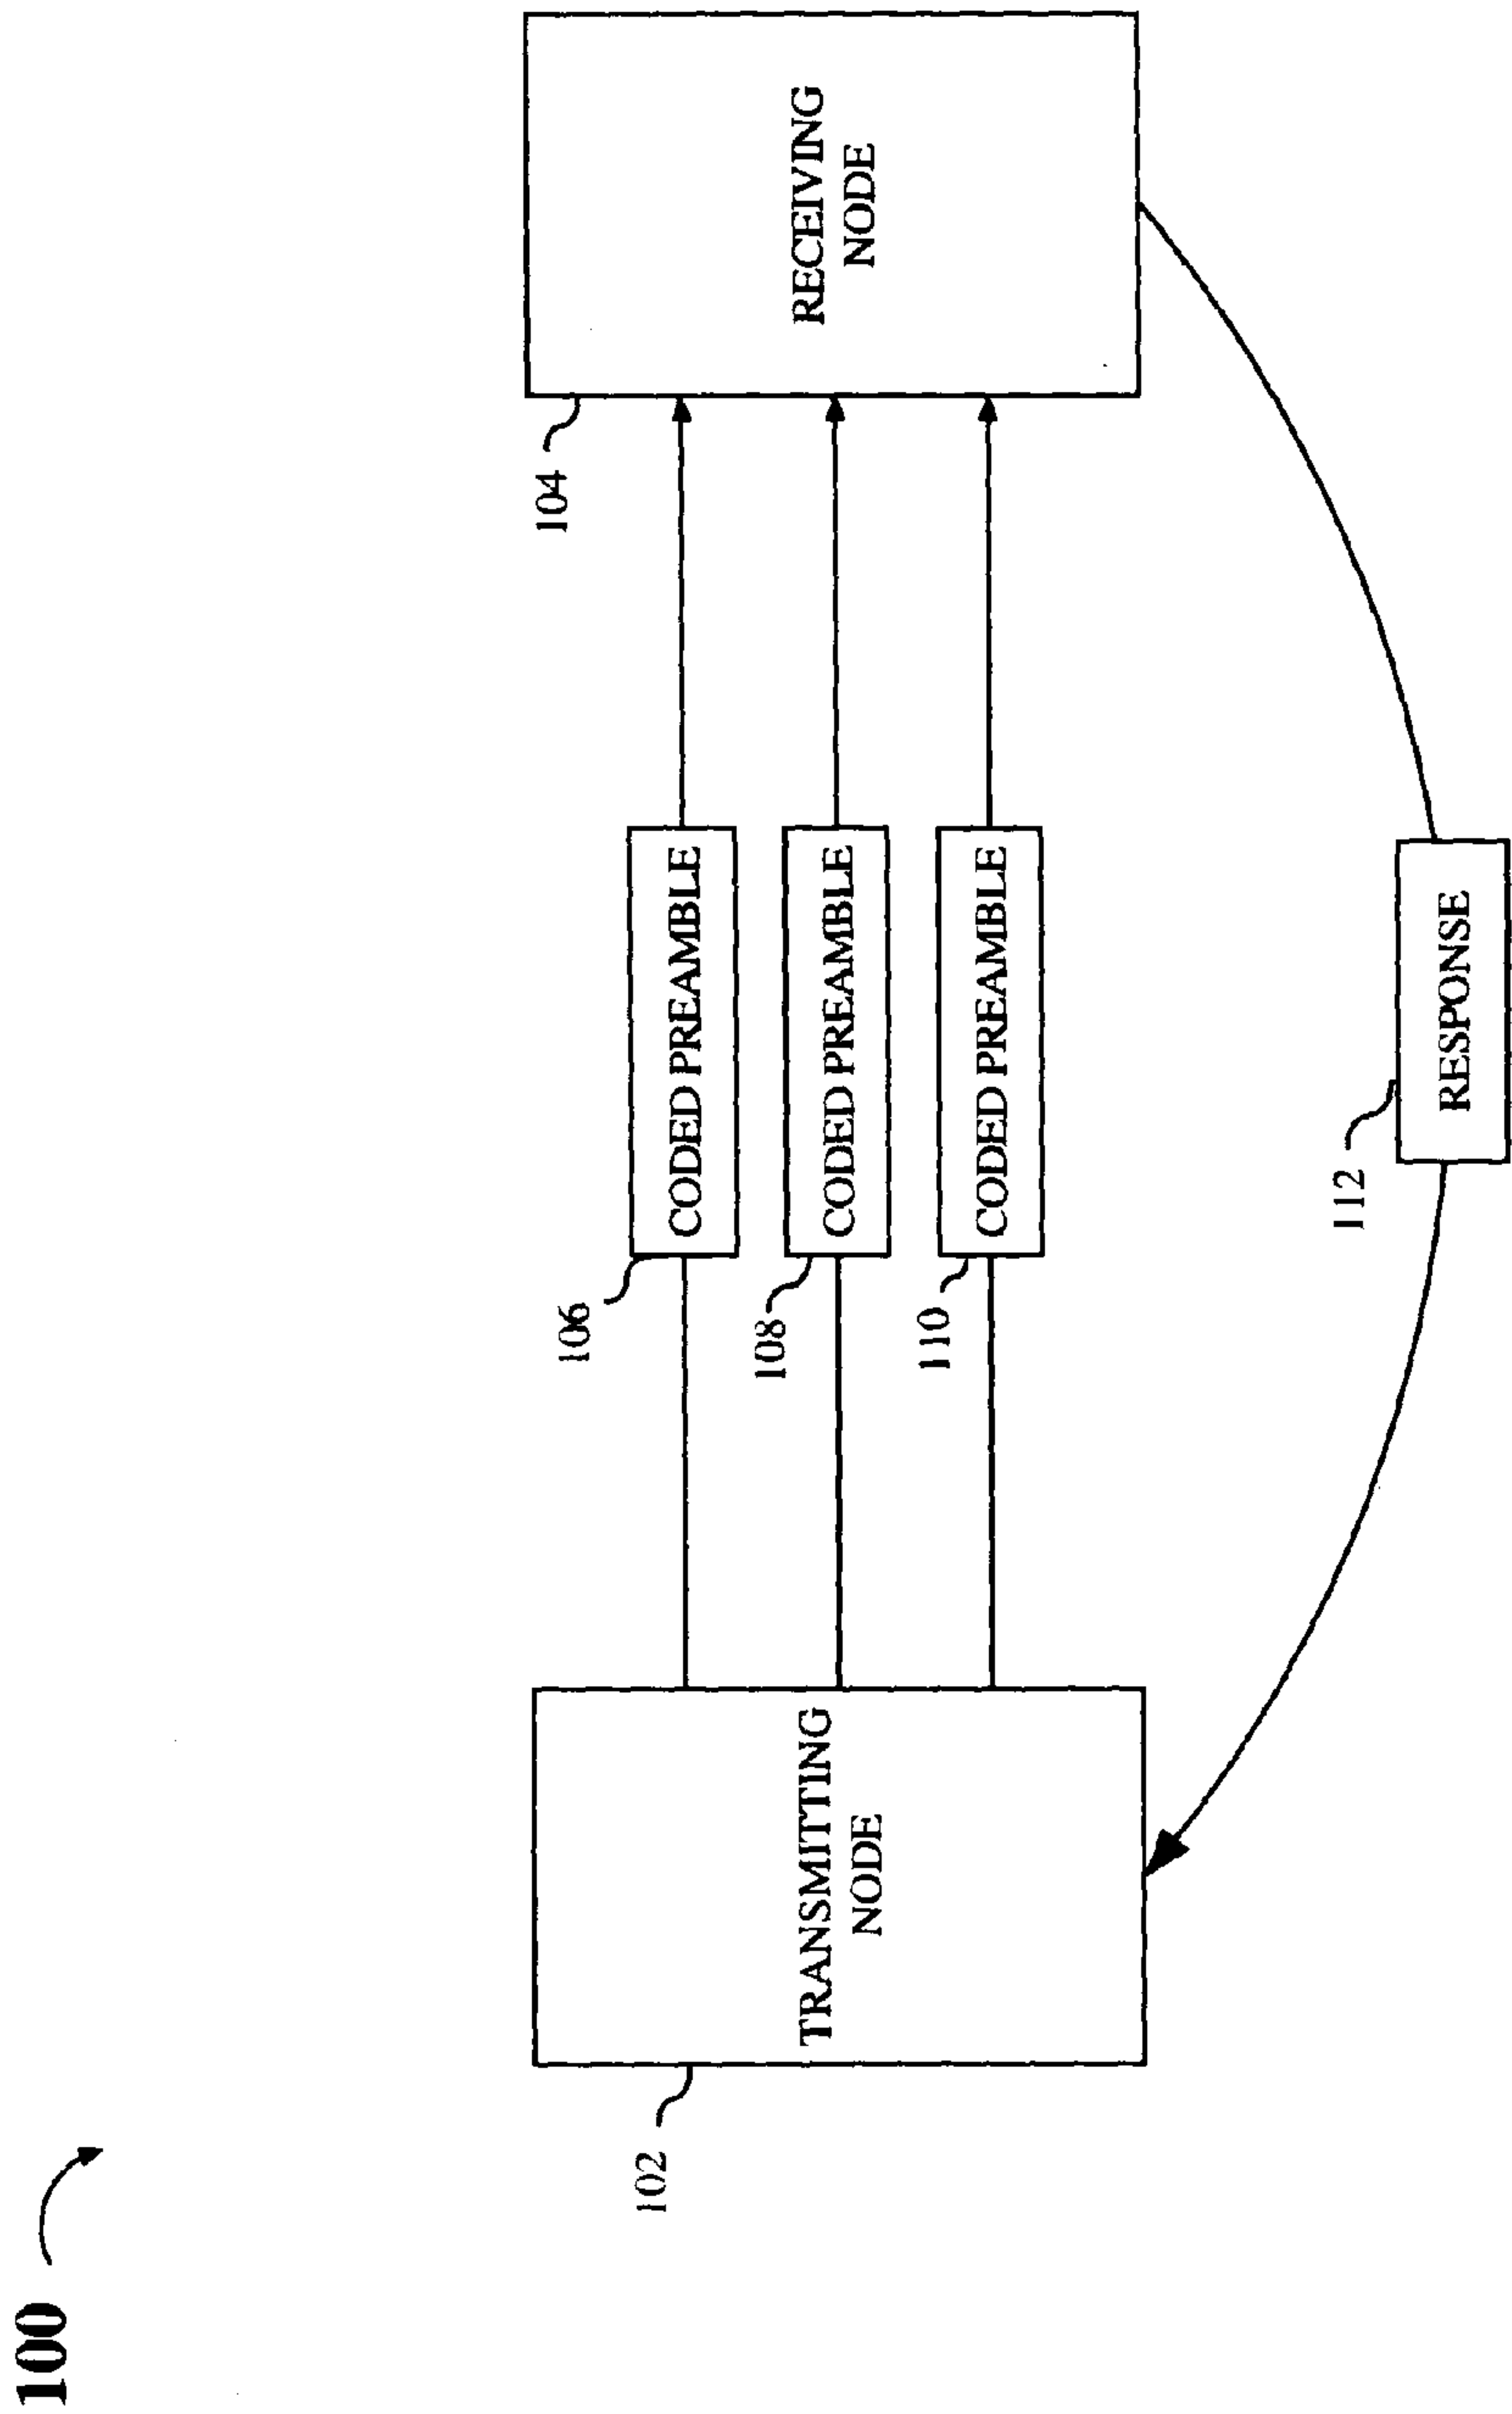 100
102
TRANSMITTING
NODE
106
CODED PREAMBLE
108
CODED PREAMBLE
110
CODED PREAMBLE
104
RECEIVING
NODE
112
RESPONSE